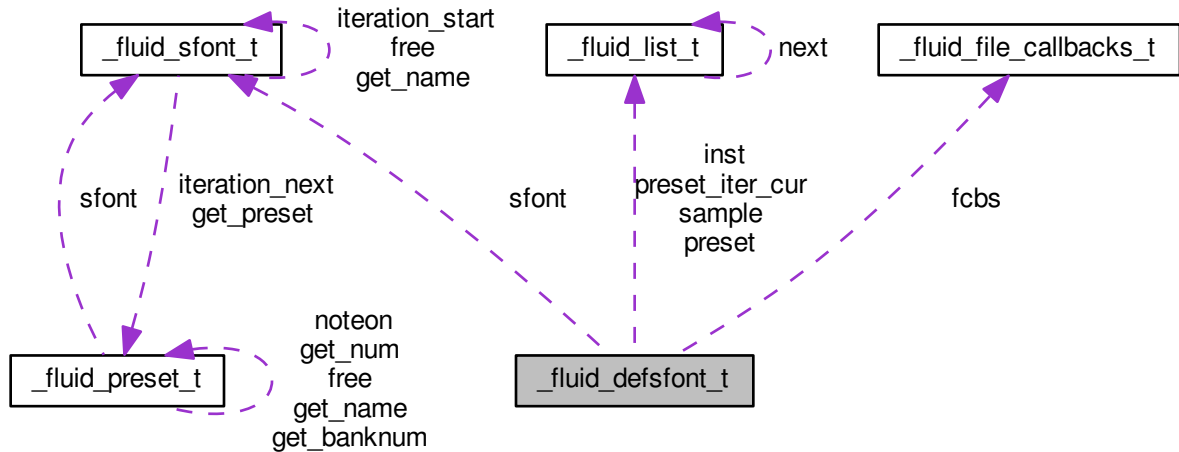 _fluid_sfont_t
iteration_start
free
get_name
_fluid_list_t
next
_fluid_file_callbacks_t
sfont
iteration_next
get_preset
sfont
inst
preset_iter_cur
sample
preset
fcbs
_fluid_preset_t
noteon
get_num
free
get_name
get_banknum
_fluid_defsfont_t